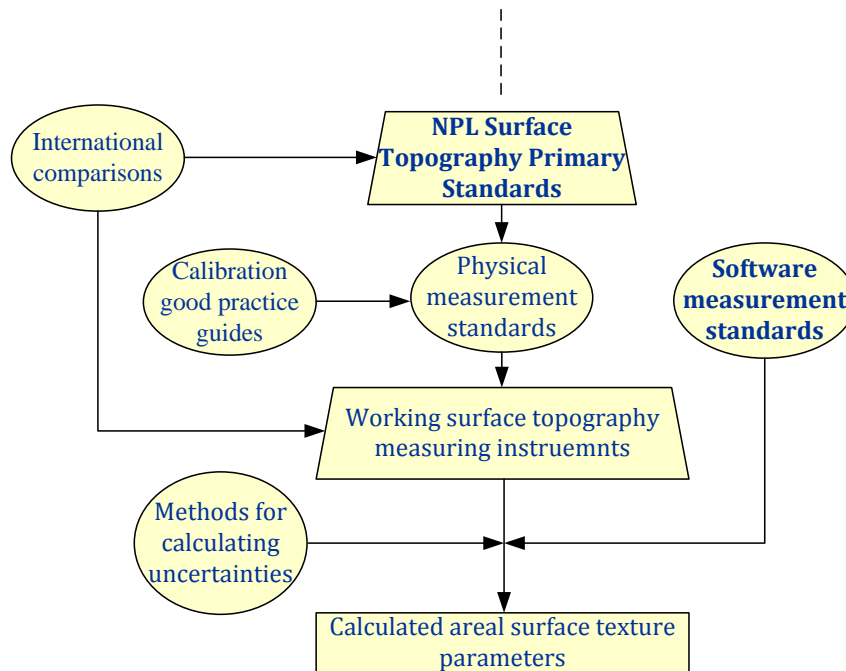 International
comparisons
NPL Surface
Topography Primary
Standards
Calibration
good practice
guides
Physical
measurement
standards
Software
measurement
standards
Working surface topography
measuring instruemnts
Methods for
calculating
uncertainties
Calculated areal surface texture
parameters